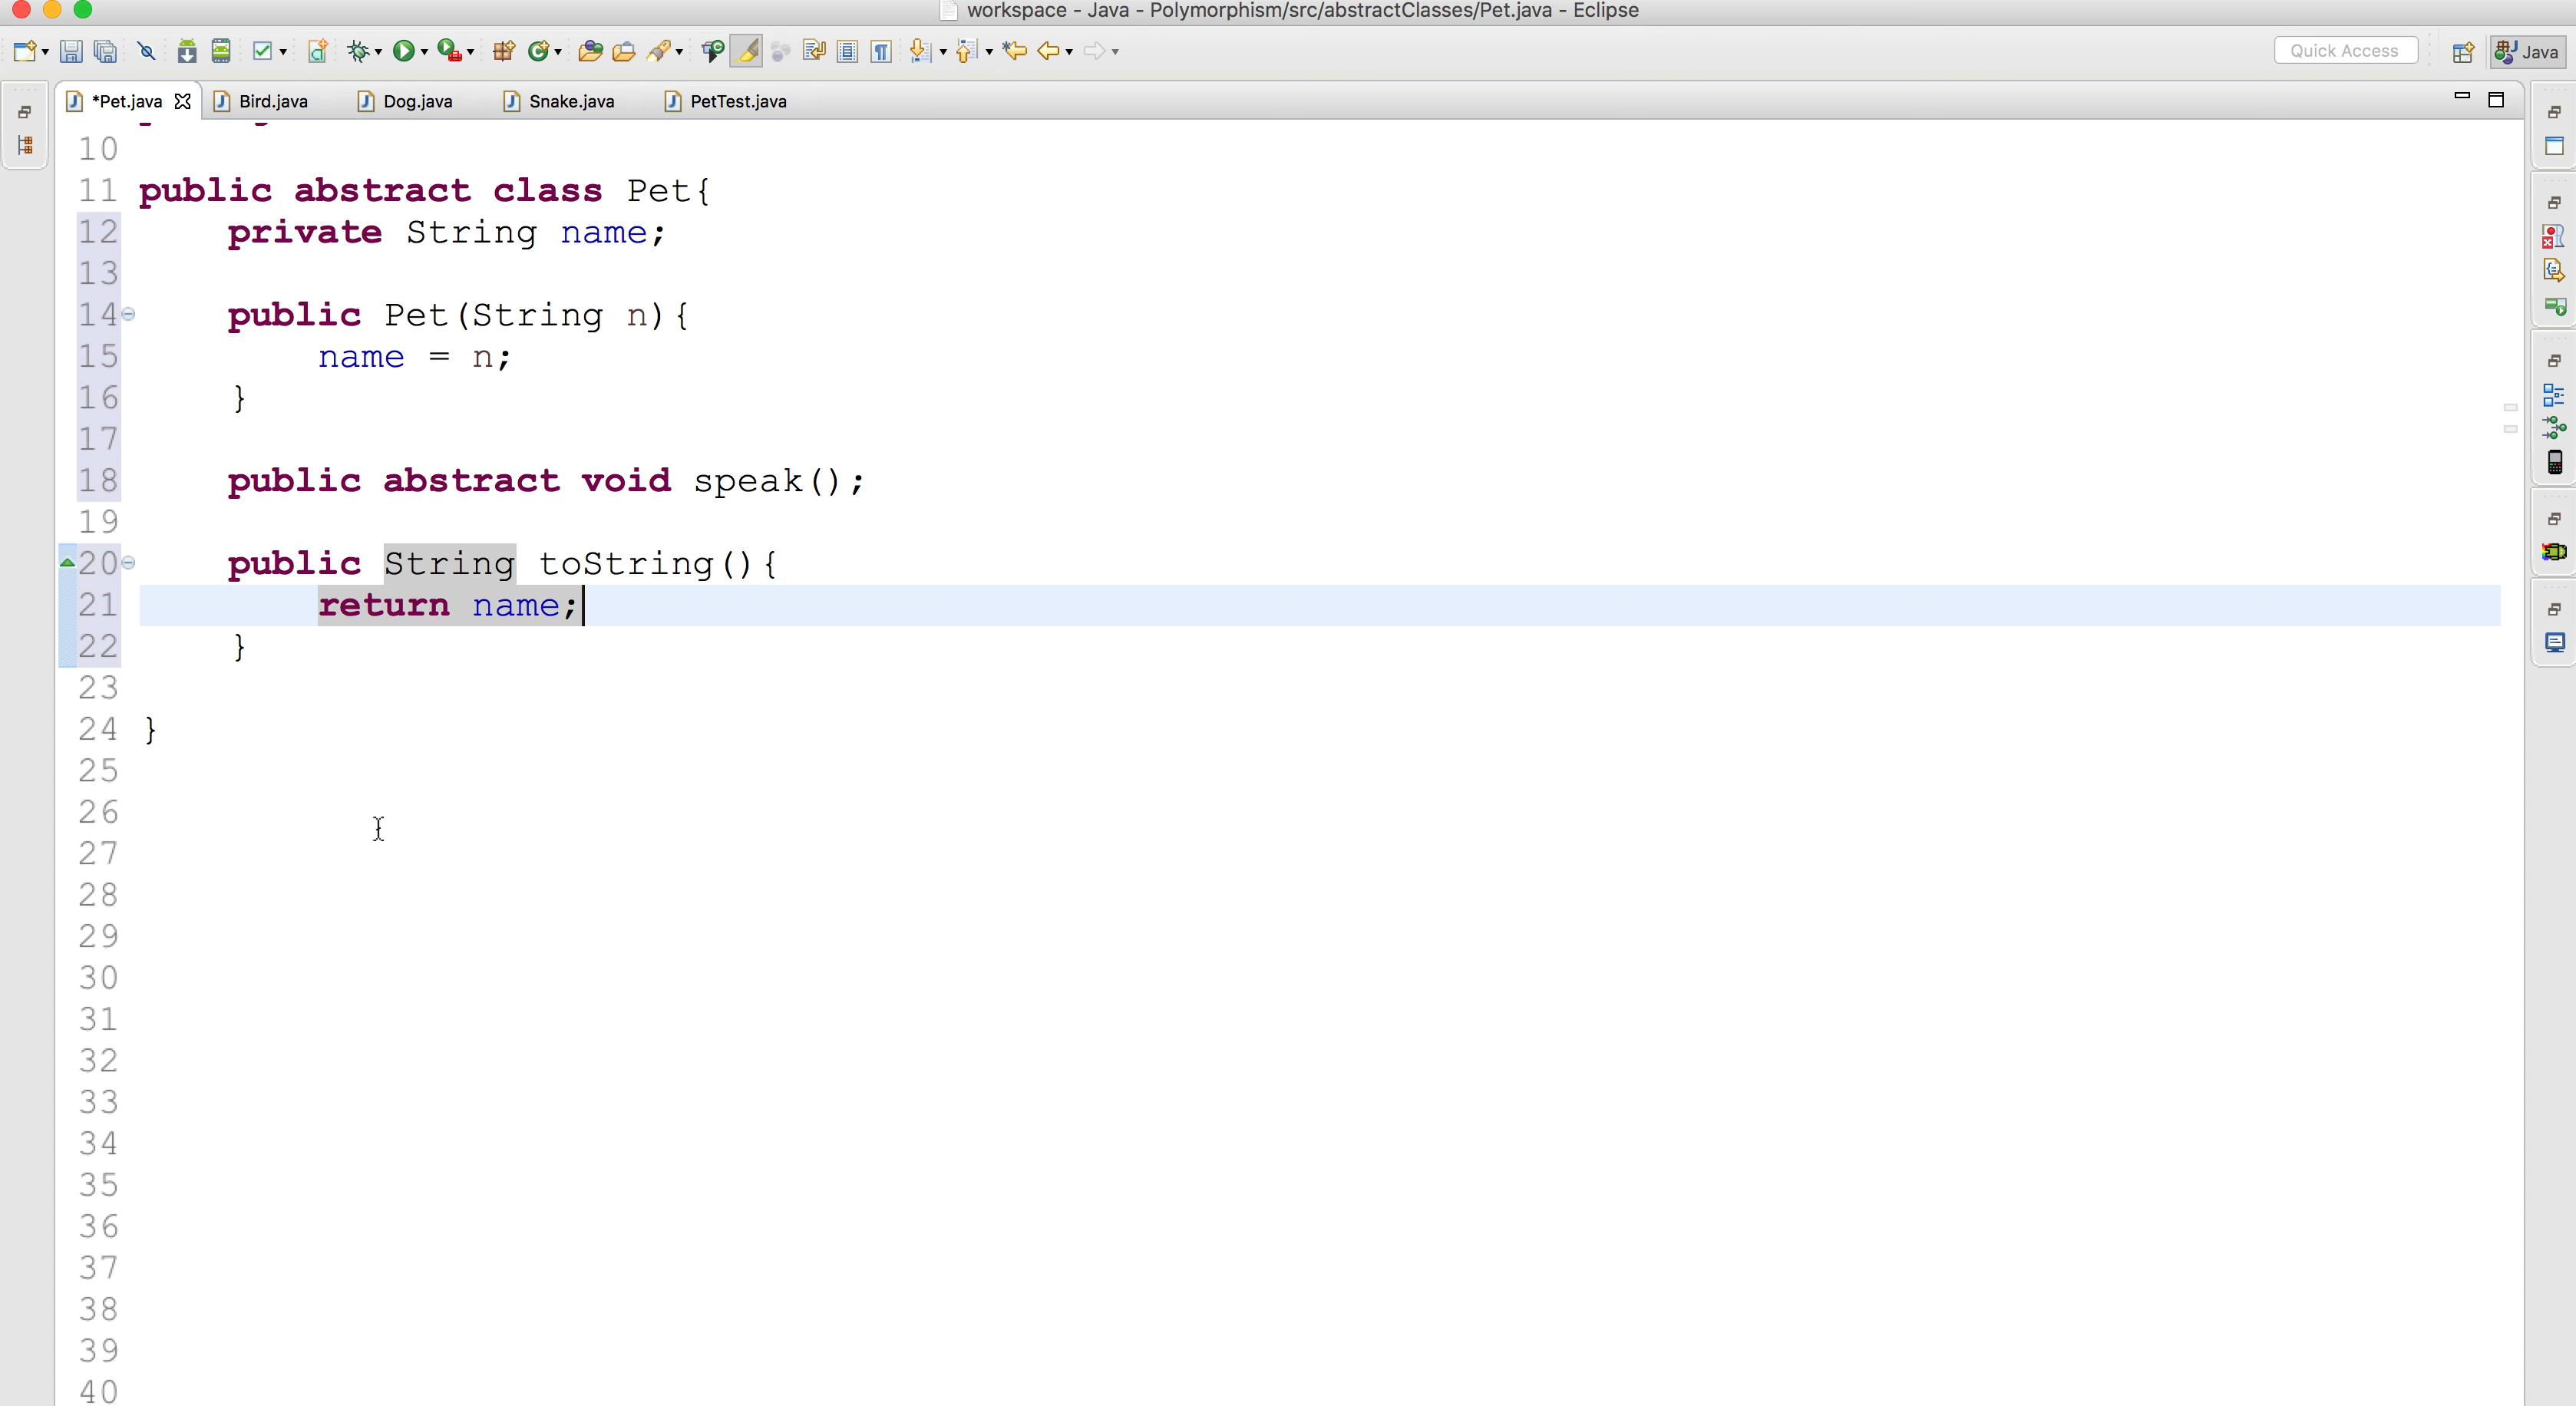 workspace - Java - Polymorphism/src/abstractClasses/Pet.java - Eclipse
Quick Access
Java
*Pet.java Bird.java Dog.java Snake.java PetTest.java
10
11 public abstract class Pet{
12 private String name;
13
14 public Pet(String n){
15 name = n;
16 }
17
18 public abstract void speak();
19
20 public String toString(){
21 return name;
22 }
23
24 }
25
26
27
28
29
30
31
32
33
34
35
36
37
38
39
40